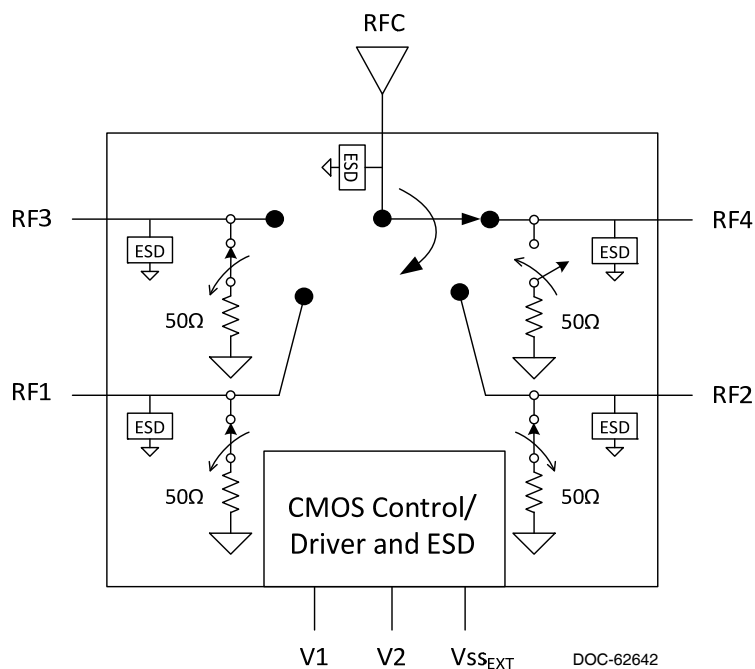 RFC
ESD
RF3
RF4
ESD
ESD
50Ω
50Ω
RF1
RF2
ESD
ESD
50Ω
50Ω
CMOS Control/
Driver and ESD
V1
V2
VssEXT
DOC-62642